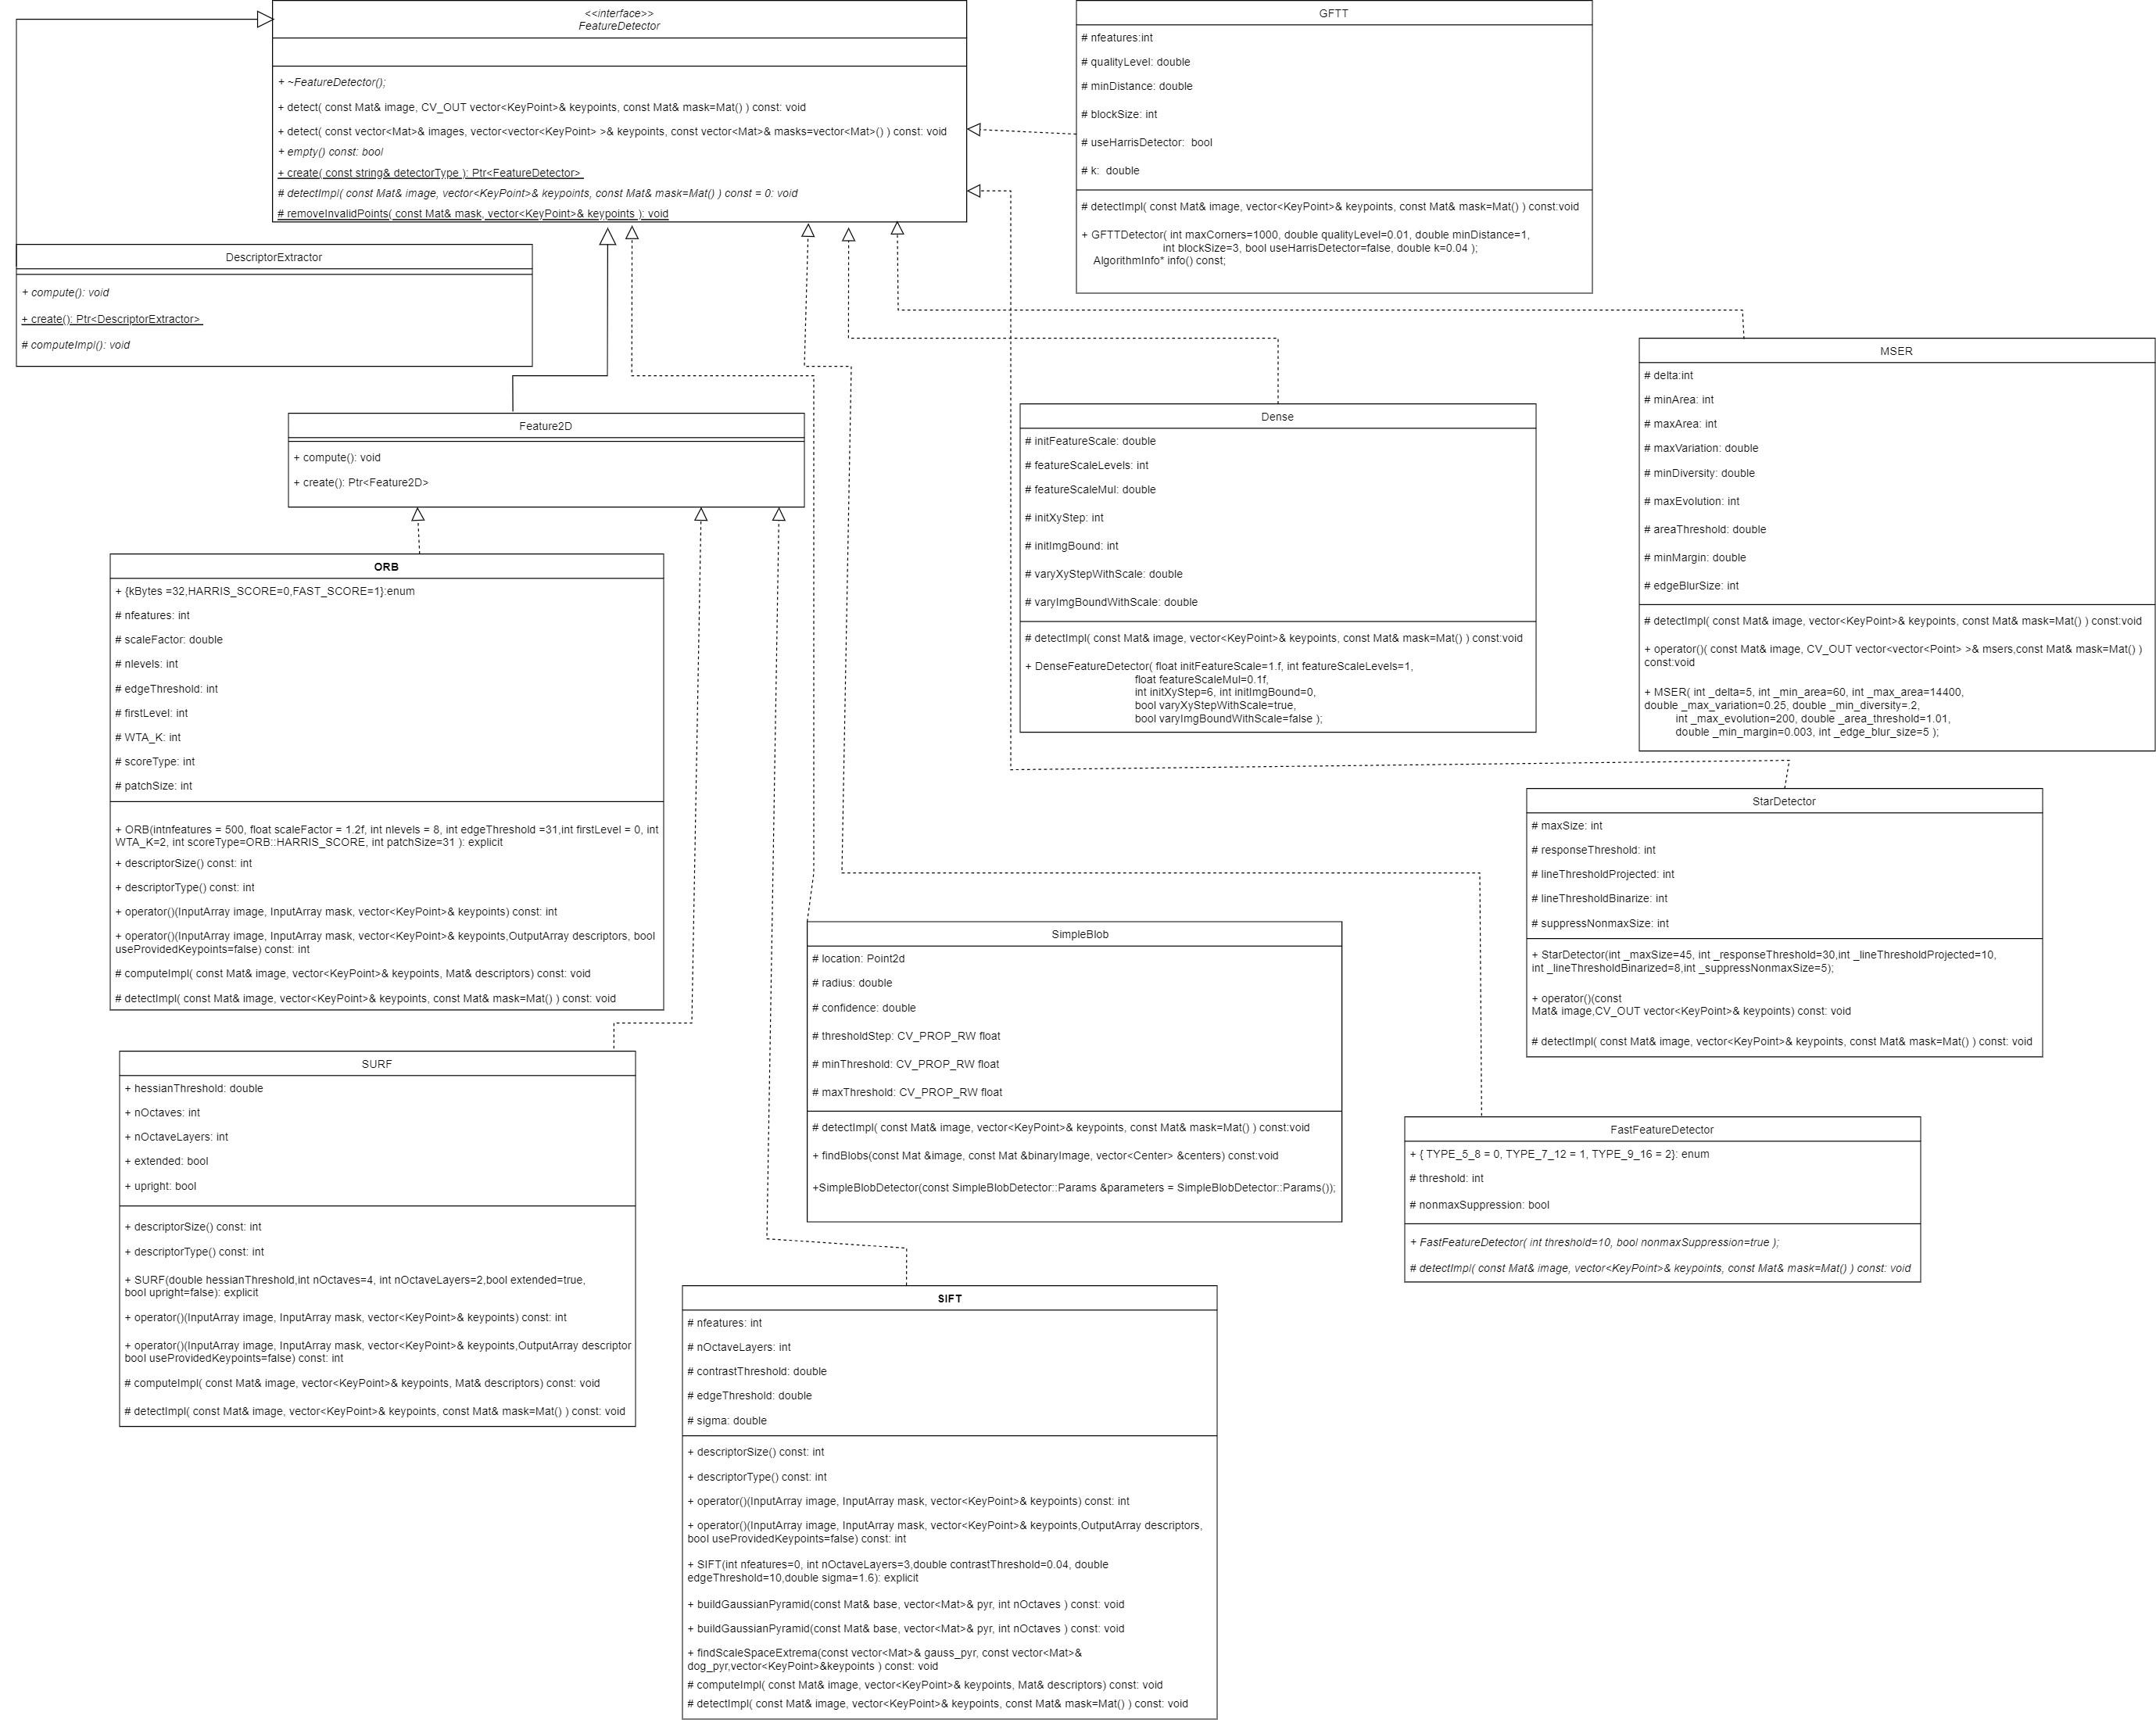 <<interface>>
FeatureDetector
+ ~FeatureDetector();
+ detect( const Mat& image, CV_OUT vector<KeyPoint>& keypoints, const Mat& mask=Mat() ) const: void
+ detect( const vector<Mat>& images, vector<vector<KeyPoint> >& keypoints, const vector<Mat>& masks=vector<Mat>() ) const: void
+ empty() const: bool
+ create( const string& detectorType ): Ptr<FeatureDetector>
# detectImpl( const Mat& image, vector<KeyPoint>& keypoints, const Mat& mask=Mat() ) const = 0: void
# removeInvalidPoints( const Mat& mask, vector<KeyPoint>& keypoints ): void
GFTT
# nfeatures:int
# qualityLevel: double
# minDistance: double
# blockSize: int
# useHarrisDetector:  bool
# k:  double
# detectImpl( const Mat& image, vector<KeyPoint>& keypoints, const Mat& mask=Mat() ) const:void
+ GFTTDetector( int maxCorners=1000, double qualityLevel=0.01, double minDistance=1,
int blockSize=3, bool useHarrisDetector=false, double k=0.04 );
AlgorithmInfo* info() const;
DescriptorExtractor
+ compute(): void
+ create(): Ptr<DescriptorExtractor>
# computeImpl(): void
Feature2D
+ compute(): void
+ create(): Ptr<Feature2D>
Dense
# initFeatureScale: double
# featureScaleLevels: int
# featureScaleMul: double
# initXyStep: int
# initImgBound: int
# varyXyStepWithScale: double
# varyImgBoundWithScale: double
# detectImpl( const Mat& image, vector<KeyPoint>& keypoints, const Mat& mask=Mat() ) const:void
+ DenseFeatureDetector( float initFeatureScale=1.f, int featureScaleLevels=1,
float featureScaleMul=0.1f,
int initXyStep=6, int initImgBound=0,
bool varyXyStepWithScale=true,
bool varyImgBoundWithScale=false );
MSER
# delta:int
# minArea: int
# maxArea: int
# maxVariation: double
# minDiversity: double
# maxEvolution: int
# areaThreshold: double
# minMargin: double
# edgeBlurSize: int
# detectImpl( const Mat& image, vector<KeyPoint>& keypoints, const Mat& mask=Mat() ) const:void
+ operator()( const Mat& image, CV_OUT vector<vector<Point> >& msers,const Mat& mask=Mat() )
const:void
+ MSER( int _delta=5, int _min_area=60, int _max_area=14400,
double _max_variation=0.25, double _min_diversity=.2,
int _max_evolution=200, double _area_threshold=1.01,
double _min_margin=0.003, int _edge_blur_size=5 );
ORB
+ {kBytes =32,HARRIS_SCORE=0,FAST_SCORE=1}:enum
# nfeatures: int
# scaleFactor: double
# nlevels: int
# edgeThreshold: int
# firstLevel: int
# WTA_K: int
# scoreType: int
# patchSize: int
+ ORB(intnfeatures = 500, float scaleFactor = 1.2f, int nlevels = 8, int edgeThreshold =31,int firstLevel = 0, int
WTA_K=2, int scoreType=ORB::HARRIS_SCORE, int patchSize=31 ): explicit
+ descriptorSize() const: int
+ descriptorType() const: int
+ operator()(InputArray image, InputArray mask, vector<KeyPoint>& keypoints) const: int
+ operator()(InputArray image, InputArray mask, vector<KeyPoint>& keypoints,OutputArray descriptors, bool
useProvidedKeypoints=false) const: int
# computeImpl( const Mat& image, vector<KeyPoint>& keypoints, Mat& descriptors) const: void
# detectImpl( const Mat& image, vector<KeyPoint>& keypoints, const Mat& mask=Mat() ) const: void
StarDetector
# maxSize: int
# responseThreshold: int
# lineThresholdProjected: int
# lineThresholdBinarize: int
# suppressNonmaxSize: int
+ StarDetector(int _maxSize=45, int _responseThreshold=30,int _lineThresholdProjected=10,
int _lineThresholdBinarized=8,int _suppressNonmaxSize=5);
+ operator()(const
Mat& image,CV_OUT vector<KeyPoint>& keypoints) const: void
# detectImpl( const Mat& image, vector<KeyPoint>& keypoints, const Mat& mask=Mat() ) const: void
SimpleBlob
# location: Point2d
# radius: double
# confidence: double
# thresholdStep: CV_PROP_RW float
# minThreshold: CV_PROP_RW float
# maxThreshold: CV_PROP_RW float
# detectImpl( const Mat& image, vector<KeyPoint>& keypoints, const Mat& mask=Mat() ) const:void
+ findBlobs(const Mat &image, const Mat &binaryImage, vector<Center> &centers) const:void
+SimpleBlobDetector(const SimpleBlobDetector::Params &parameters = SimpleBlobDetector::Params());
SURF
+ hessianThreshold: double
+ nOctaves: int
+ nOctaveLayers: int
+ extended: bool
+ upright: bool
+ descriptorSize() const: int
+ descriptorType() const: int
+ SURF(double hessianThreshold,int nOctaves=4, int nOctaveLayers=2,bool extended=true,
bool upright=false): explicit
+ operator()(InputArray image, InputArray mask, vector<KeyPoint>& keypoints) const: int
+ operator()(InputArray image, InputArray mask, vector<KeyPoint>& keypoints,OutputArray descriptor
bool useProvidedKeypoints=false) const: int
# computeImpl( const Mat& image, vector<KeyPoint>& keypoints, Mat& descriptors) const: void
# detectImpl( const Mat& image, vector<KeyPoint>& keypoints, const Mat& mask=Mat() ) const: void
FastFeatureDetector
+ { TYPE_5_8 = 0, TYPE_7_12 = 1, TYPE_9_16 = 2}: enum
# threshold: int
# nonmaxSuppression: bool
+ FastFeatureDetector( int threshold=10, bool nonmaxSuppression=true );
# detectImpl( const Mat& image, vector<KeyPoint>& keypoints, const Mat& mask=Mat() ) const: void
SIFT
# nfeatures: int
# nOctaveLayers: int
# contrastThreshold: double
# edgeThreshold: double
# sigma: double
+ descriptorSize() const: int
+ descriptorType() const: int
+ operator()(InputArray image, InputArray mask, vector<KeyPoint>& keypoints) const: int
+ operator()(InputArray image, InputArray mask, vector<KeyPoint>& keypoints,OutputArray descriptors,
bool useProvidedKeypoints=false) const: int
+ SIFT(int nfeatures=0, int nOctaveLayers=3,double contrastThreshold=0.04, double
edgeThreshold=10,double sigma=1.6): explicit
+ buildGaussianPyramid(const Mat& base, vector<Mat>& pyr, int nOctaves ) const: void
+ buildGaussianPyramid(const Mat& base, vector<Mat>& pyr, int nOctaves ) const: void
+ findScaleSpaceExtrema(const vector<Mat>& gauss_pyr, const vector<Mat>&
dog_pyr,vector<KeyPoint>&keypoints ) const: void
# computeImpl( const Mat& image, vector<KeyPoint>& keypoints, Mat& descriptors) const: void
# detectImpl( const Mat& image, vector<KeyPoint>& keypoints, const Mat& mask=Mat() ) const: void